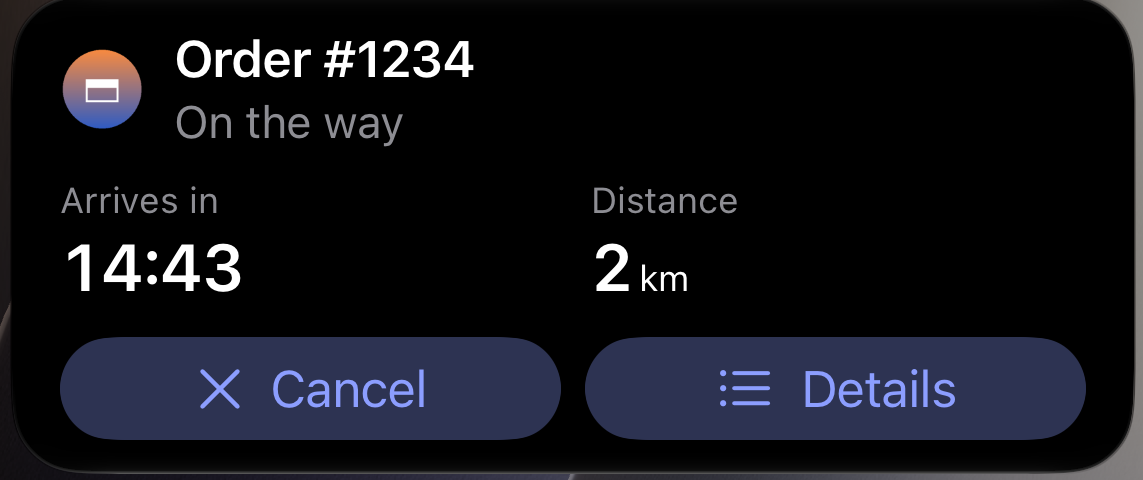 Order #1234
On the way
Arrives in
14:43
Distance
2 km
Cancel
Details